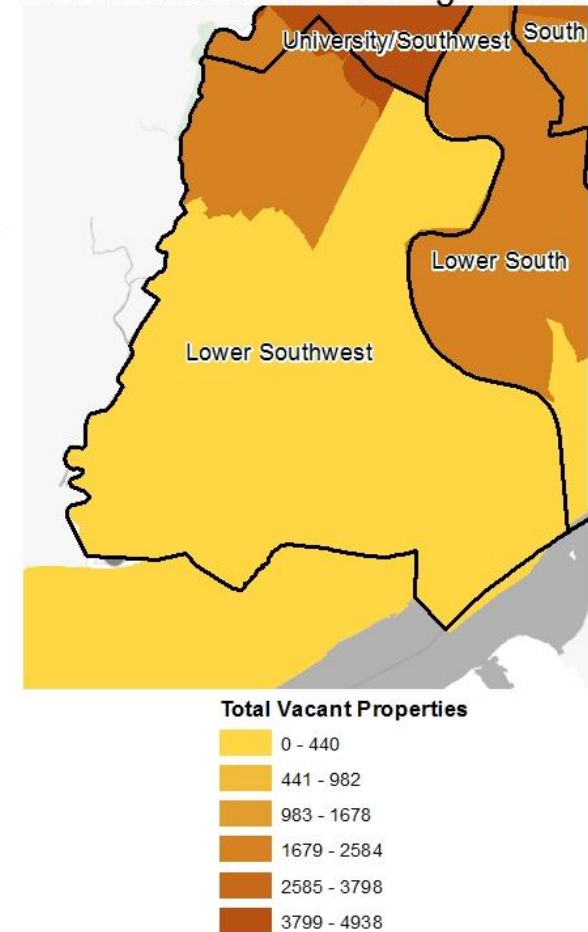 University/Southwest
South
Lower South
Lower Southwest
Total Vacant Properties
0 - 440
441 - 982
983 - 1678
1679 - 2584
2585 - 3798
3799 - 4938